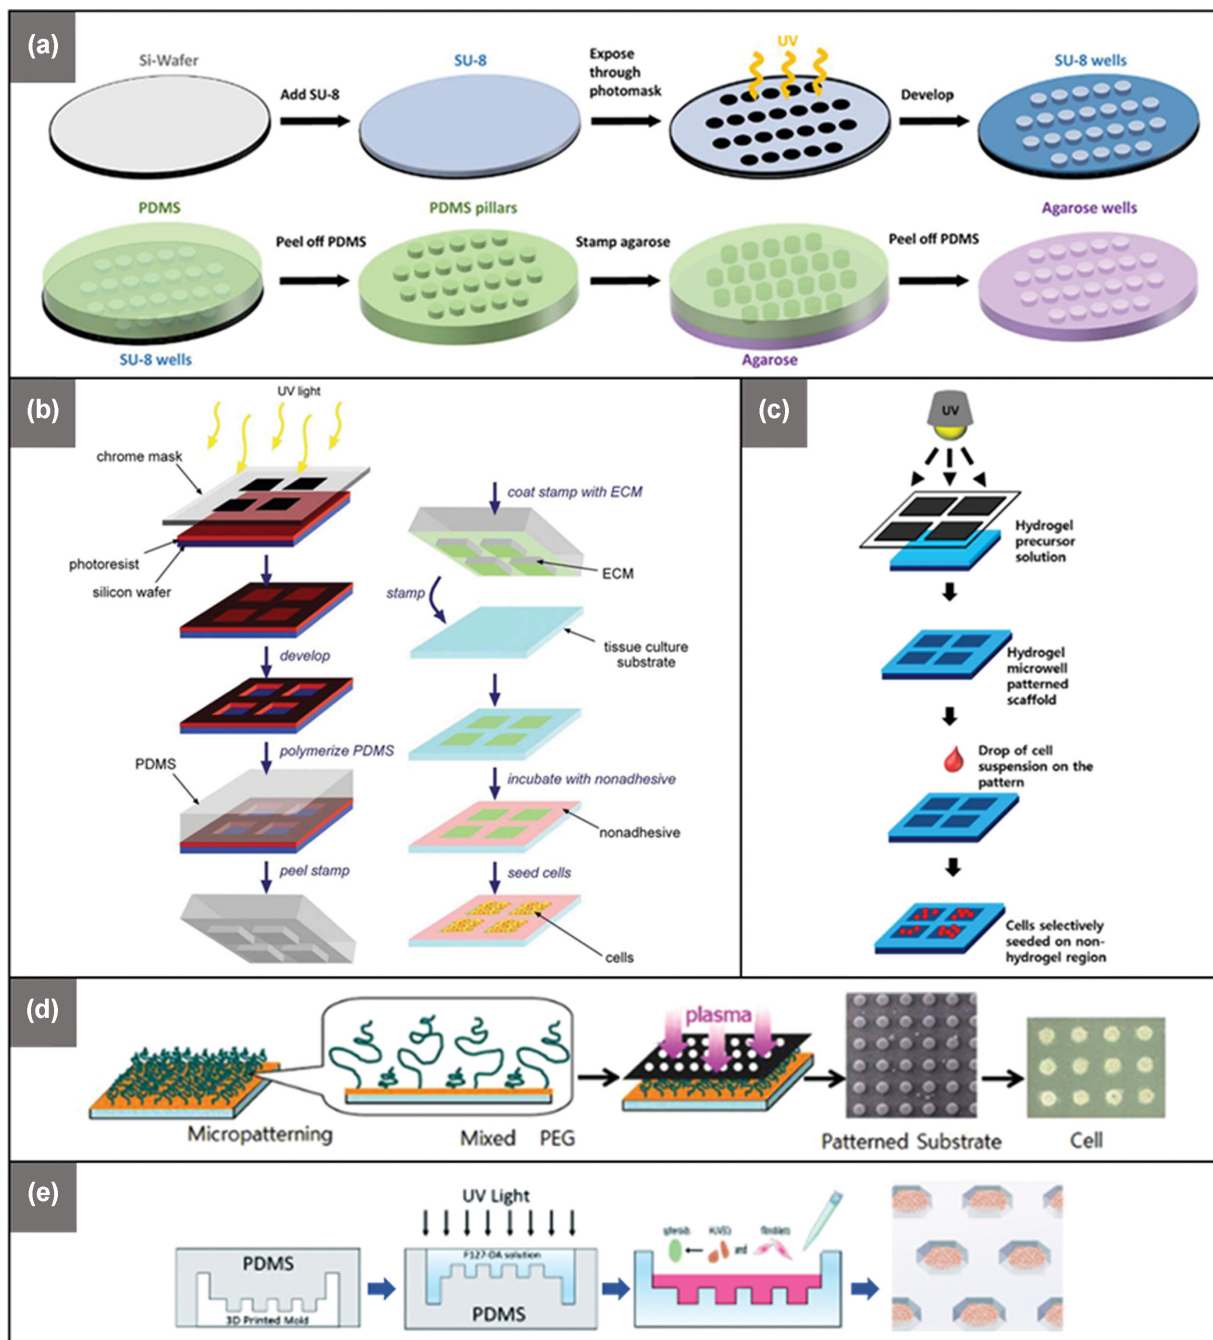 (a)
Si-Wafer
Add SU-8
SU-8
Expose
through
photomask
UV
Develop
SU-8 wells
PDMS
SU-8 wells
Peel off PDMS
PDMS pillars
Stamp agarose
Agarose
Peel off PDMS
Agarose wells
(b)
UV light
chrome mask
photoresist
silicon wafer
develop
polymerize PDMS
PDMS
peel stamp
coat stamp with ECM
ECM
stamp
tissue culture
substrate
incubate with nonadhesive
nonadhesive
seed cells
cells
(c)
UV
Hydrogel
precursor
solution
Hydrogel
microwell
patterned
scaffold
Drop of cell
suspension on the
pattern
Cells selectively
seeded on non-
hydrogel region
(d)
Micropatterning
Mixed PEG
plasma
Patterned Substrate
Cell
(e)
PDMS
3D Printed Mold
UV Light
F127-DA solution
PDMS
and